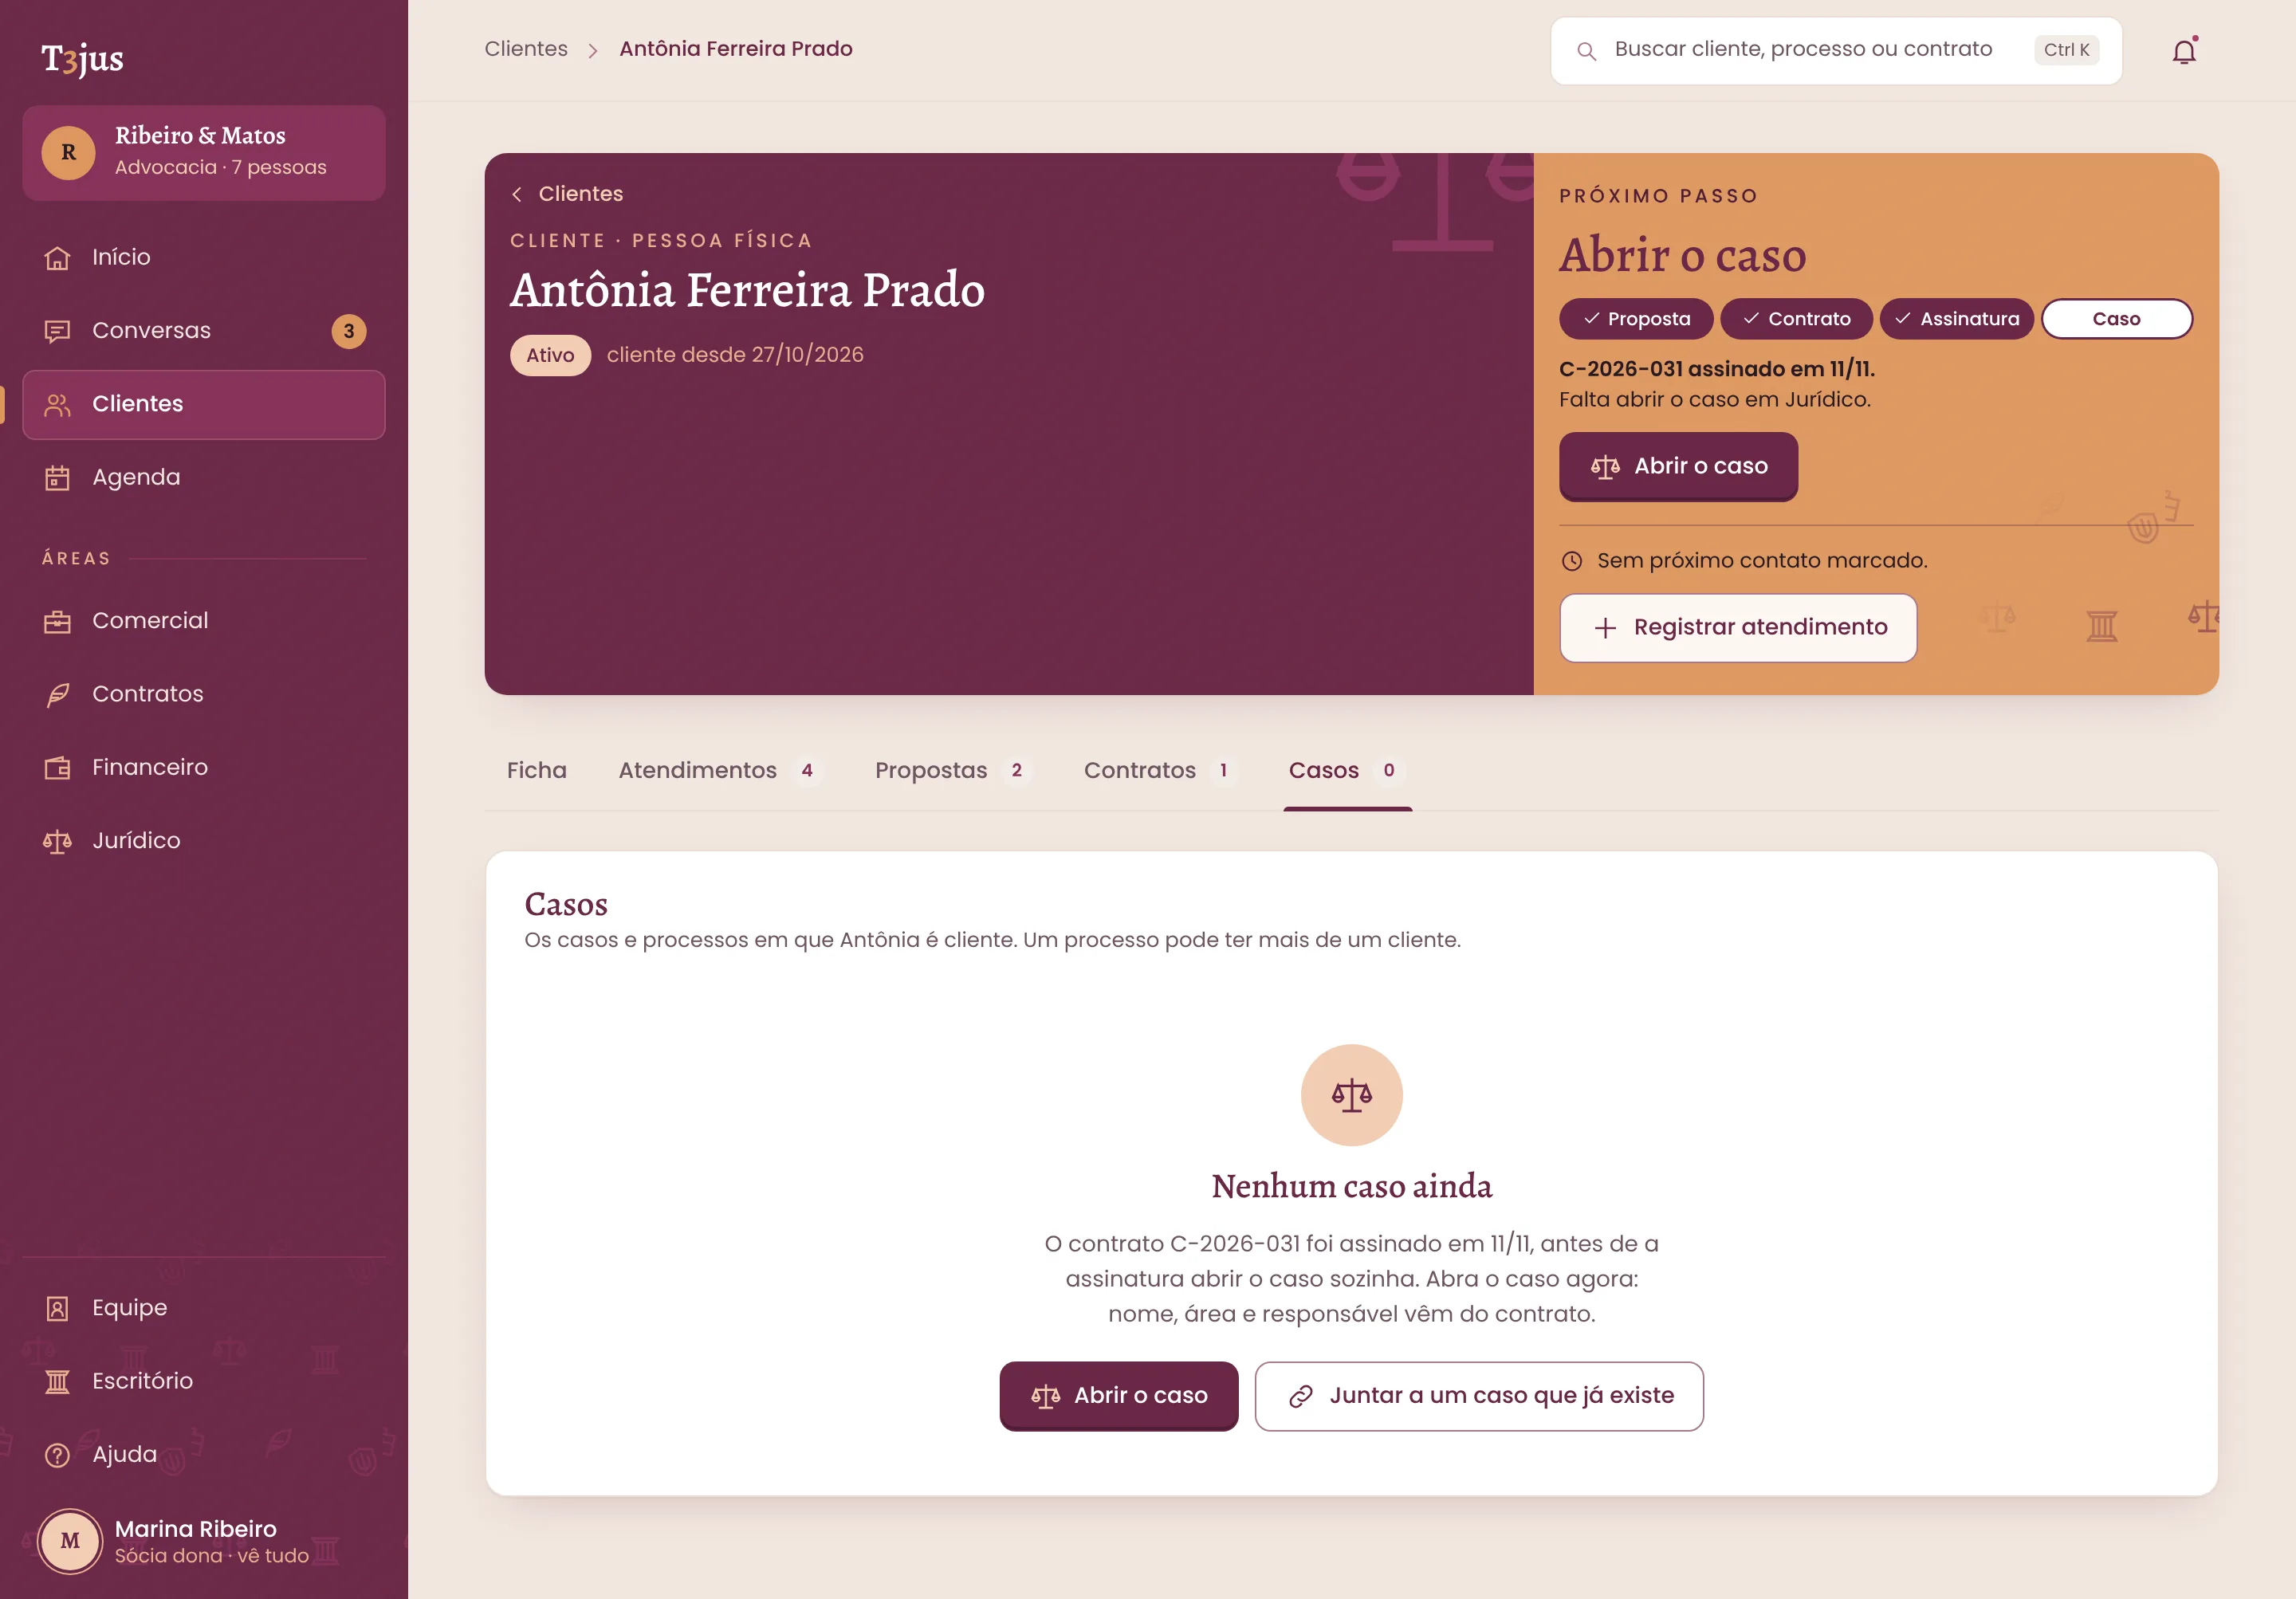 T3jus
R
Ribeiro & Matos
Advocacia · 7 pessoas
Início
Conversas
3
Clientes
Agenda
ÁREAS
Comercial
Contratos
Financeiro
Jurídico
Equipe
Escritório
Ajuda
M
Marina Ribeiro
Sócia dona · vê tudo
Clientes
Antônia Ferreira Prado
Buscar cliente, processo ou contrato
Ctrl K
Clientes
CLIENTE · PESSOA FÍSICA
Antônia Ferreira Prado
Ativo
cliente desde 27/10/2026
PRÓXIMO PASSO
Abrir o caso
Proposta
Contrato
Assinatura
Caso
C-2026-031 assinado em 11/11.
Falta abrir o caso em Jurídico.
Abrir o caso
Sem próximo contato marcado.
Registrar atendimento
Ficha
Atendimentos 4
Propostas 2
Contratos 1
Casos 0
Casos
Os casos e processos em que Antônia é cliente. Um processo pode ter mais de um cliente.
Nenhum caso ainda
O contrato C-2026-031 foi assinado em 11/11, antes de a
assinatura abrir o caso sozinha. Abra o caso agora:
nome, área e responsável vêm do contrato.
Abrir o caso
Juntar a um caso que já existe